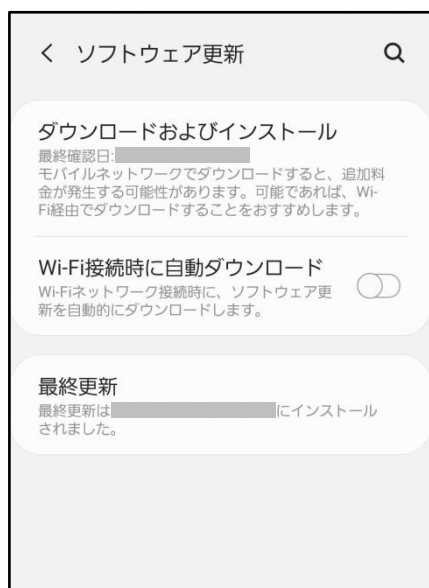 ソフトウェア更新
ダウンロードおよびインストール
最終確認日:
モバイルネットワークでダウンロードすると、追加料
金が発生する可能性があります。可能であれば、Wi-
Fi経由でダウンロードすることをおすすめします。
Wi-Fi接続時に自動ダウンロード
Wi-Fiネットワーク接続時に、ソフトウェア更
新を自動的にダウンロードします。
最終更新
最終更新は にインストール
されました。